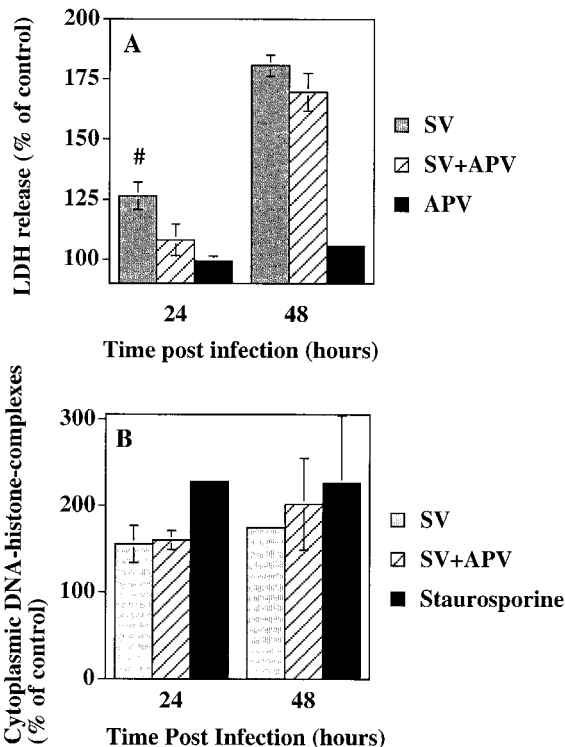 LDH release (% of control)
200
175
150
125
100
A
#
24
48
Time post infection (hours)
SV
SV+APV
APV
Cytoplasmic DNA-histone-complexes
(% of control)
300
200
100
0
B
24
48
Time Post Infection (hours)
SV
SV+APV
Staurosporine